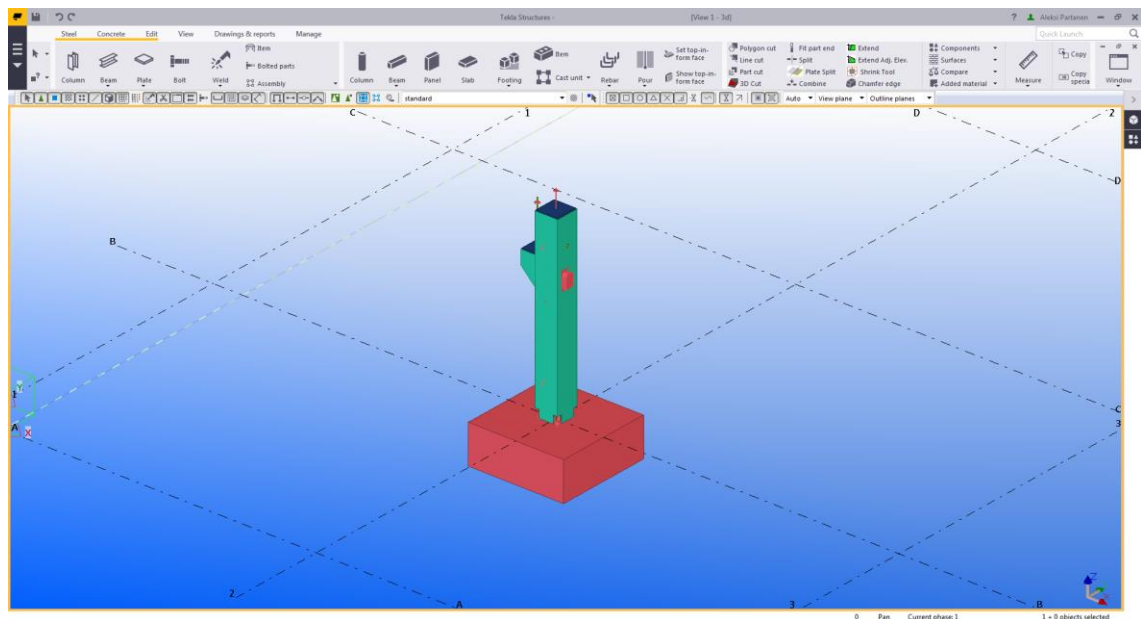 Tekla Structures -
[View 1 - 3d]
? Aleksi Partanen
Steel Concrete Edit View Drawings & reports Manage
Quick Launch
Column Beam Plate Bolt Weld
Item
Bolted parts
Assembly
Column Beam Panel Slab Footing
Item
Cast unit
Rebar Pour
Set top-in-
form face
Show top-in-
form face
Polygon cut
Line cut
Part cut
3D Cut
Fit part end
Split
Plate Split
Combine
Extend
Extend Adj. Elev.
Shrink Tool
Chamfer edge
Components
Surfaces
Compare
Added material
Measure
Copy
Copy
specia
Window
standard
Auto View plane Outline planes
C 1 D 2
D
B
Y
1
A X
C
3
2 A 3 B
Z
0 Pan Current phase: 1 1 + 0 objects selected